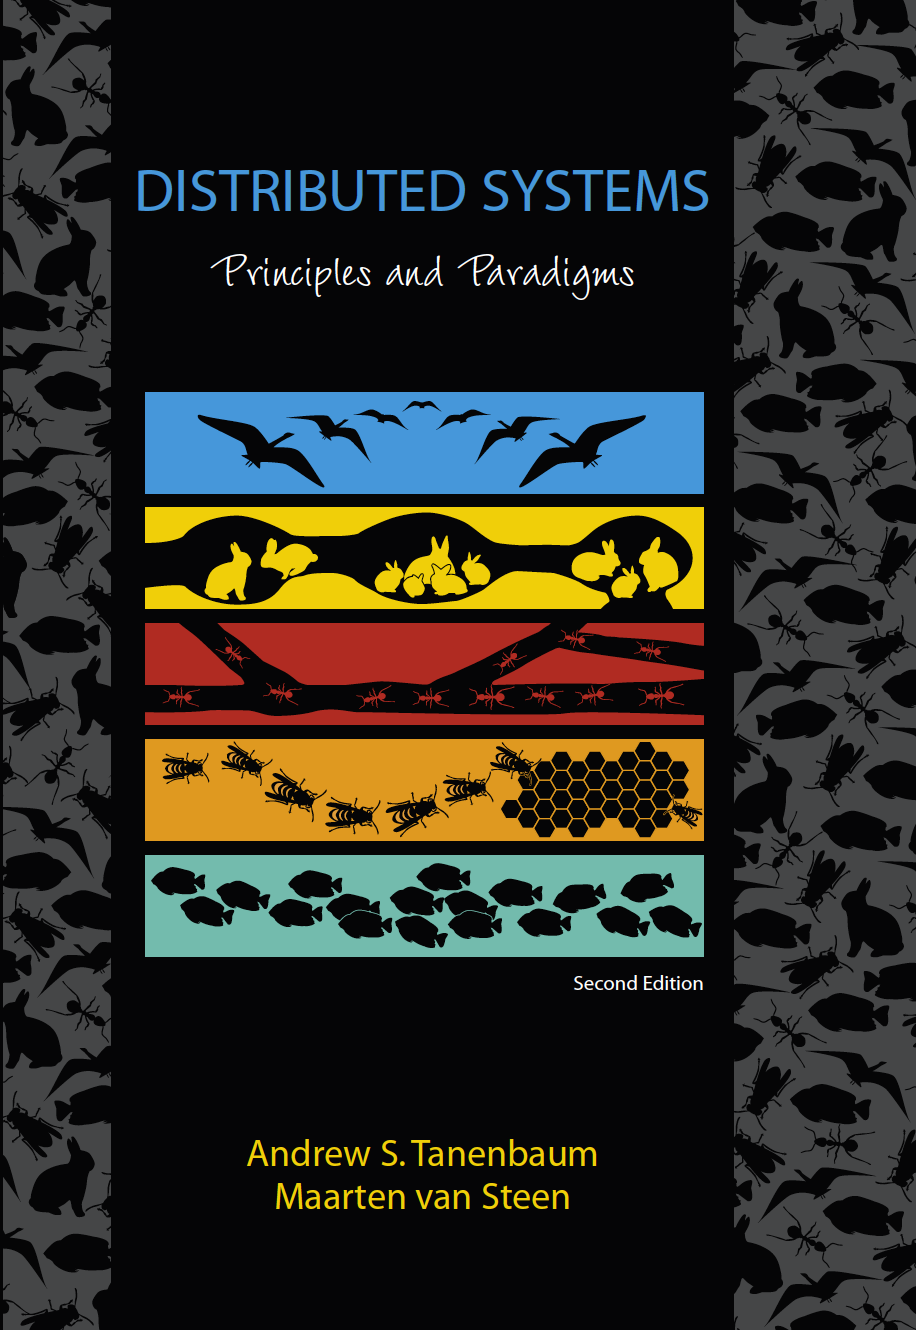 DISTRIBUTED SYSTEMS
Principles and Paradigms
Second Edition
Andrew S. Tanenbaum
Maarten van Steen